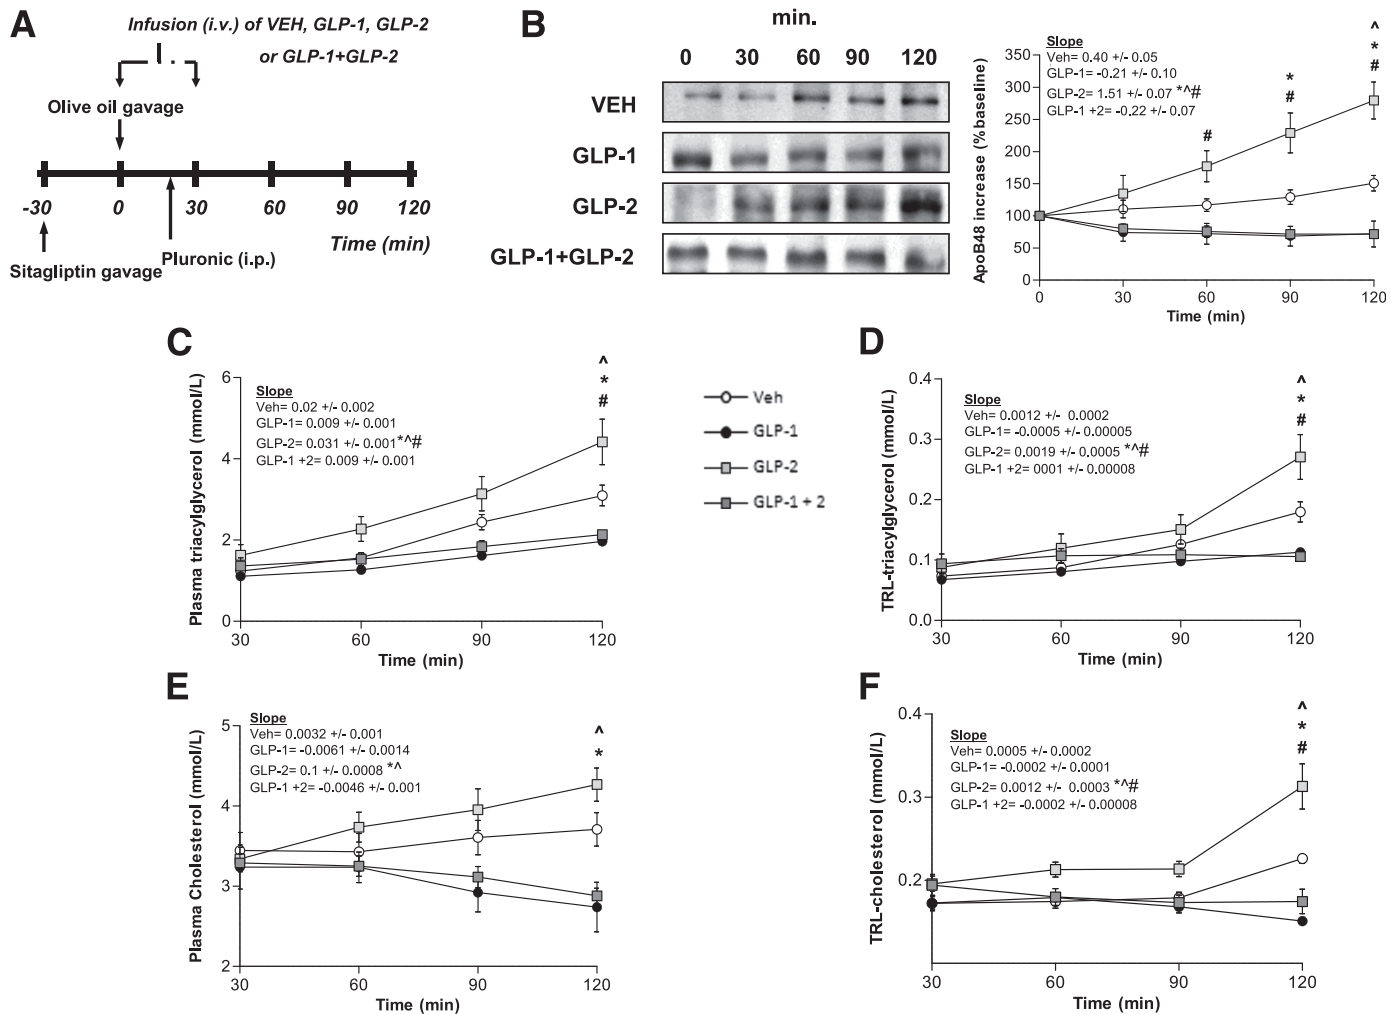 A
Infusion (i.v.) of VEH, GLP-1, GLP-2
or GLP-1+GLP-2
Olive oil gavage
-30 0 30 60 90 120
Time (min)
Pluronic (i.p.)
Sitagliptin gavage
B
min.
0 30 60 90 120
VEH
GLP-1
GLP-2
GLP-1+GLP-2
ApoB48 increase (%baseline)
350
300
250
200
150
100
50
0
Slope
Veh= 0.40 +/- 0.05
GLP-1= -0.21 +/- 0.10
GLP-2= 1.51 +/- 0.07 *^#
GLP-1 +2= -0.22 +/- 0.07
#
*
#
^
*
#
0 30 60 90 120
Time (min)
C
Plasma triacylglycerol (mmol/L)
6
4
2
0
Slope
Veh= 0.02 +/- 0.002
GLP-1= 0.009 +/- 0.001
GLP-2= 0.031 +/- 0.001*^#
GLP-1 +2= 0.009 +/- 0.001
^
*
#
30 60 90 120
Time (min)
Veh
GLP-1
GLP-2
GLP-1 + 2
D
TRL-triacylglycerol (mmol/L)
0.4
0.3
0.2
0.1
0.0
Slope
Veh= 0.0012 +/- 0.0002
GLP-1= -0.0005 +/- 0.00005
GLP-2= 0.0019 +/- 0.0005 *^#
GLP-1 +2= 0001 +/- 0.00008
^
*
#
30 60 90 120
Time (min)
E
Plasma Cholesterol (mmol/L)
5
4
3
2
Slope
Veh= 0.0032 +/- 0.001
GLP-1= -0.0061 +/- 0.0014
GLP-2= 0.1 +/- 0.0008 *^
GLP-1 +2= -0.0046 +/- 0.001
^
*
30 60 90 120
Time (min)
F
TRL-cholesterol (mmol/L)
0.4
0.3
0.2
Slope
Veh= 0.0005 +/- 0.0002
GLP-1= -0.0002 +/- 0.0001
GLP-2= 0.0012 +/- 0.0003 *^#
GLP-1 +2= -0.0002 +/- 0.00008
^
*
#
30 60 90 120
Time (min)